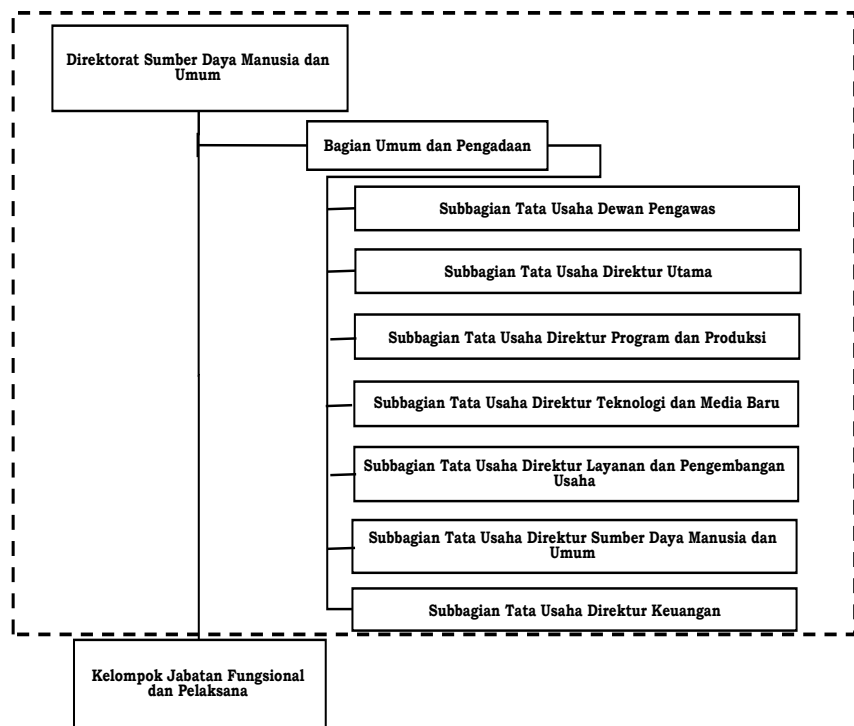 Direktorat Sumber Daya Manusia dan
Umum
Bagian Umum dan Pengadaan
Subbagian Tata Usaha Dewan Pengawas
Subbagian Tata Usaha Direktur Utama
Subbagian Tata Usaha Direktur Program dan Produksi
Subbagian Tata Usaha Direktur Teknologi dan Media Baru
Subbagian Tata Usaha Direktur Layanan dan Pengembangan
Usaha
Subbagian Tata Usaha Direktur Sumber Daya Manusia dan
Umum
Subbagian Tata Usaha Direktur Keuangan
Kelompok Jabatan Fungsional
dan Pelaksana